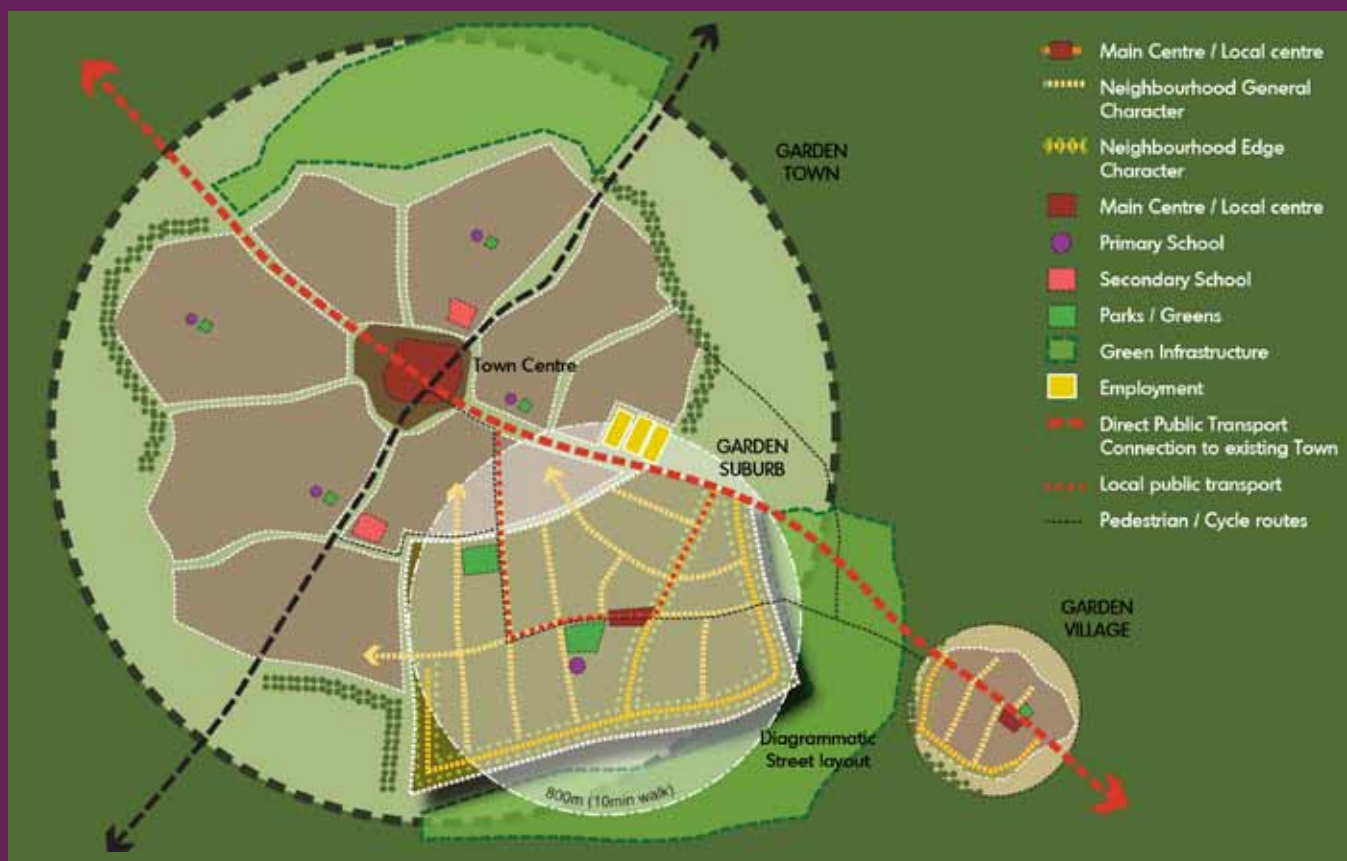 GARDEN
TOWN
Town Centre
GARDEN
SUBURB
GARDEN
VILLAGE
Diagrammatic
Street layout
800m (10min walk)
Main Centre / Local centre
Neighbourhood General
Character
Neighbourhood Edge
Character
Main Centre / Local centre
Primary School
Secondary School
Parks / Greens
Green Infrastructure
Employment
Direct Public Transport
Connection to existing Town
Local public transport
Pedestrian / Cycle routes